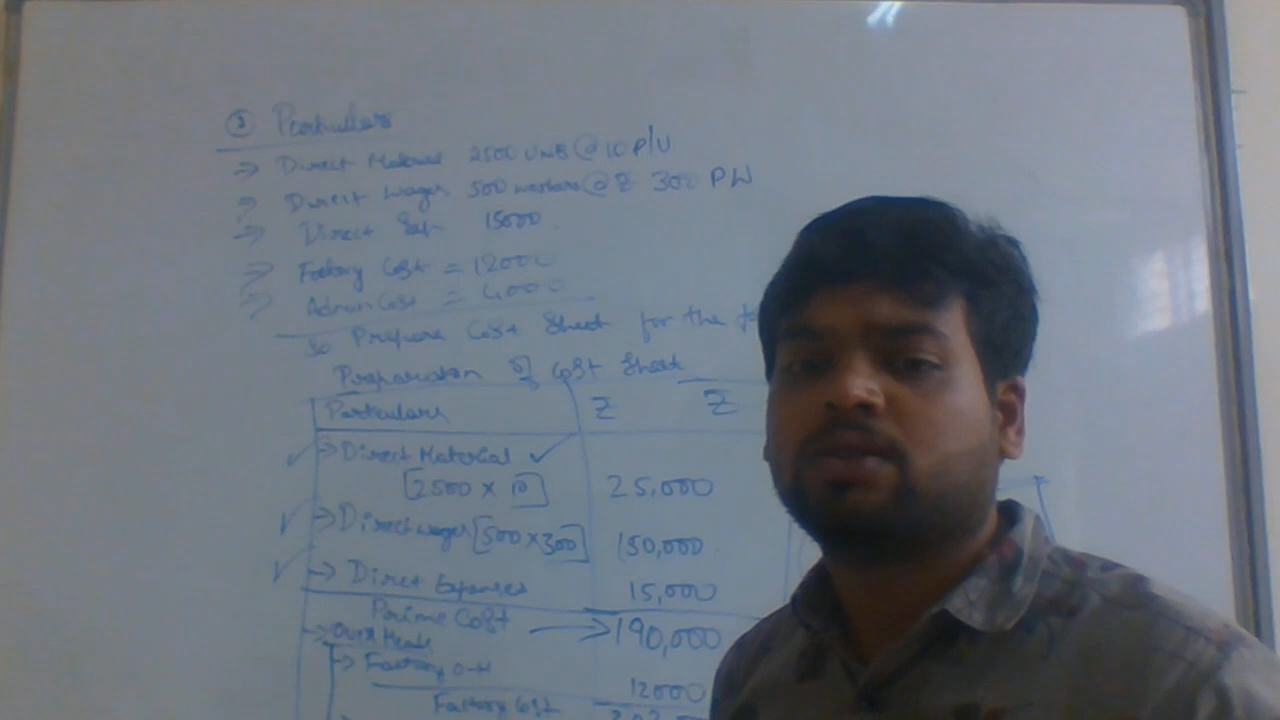 ① Particulars
→ Direct Material 2500 Units @ 10 P/U
→ Direct Wages 500 workers @ ₹ 300 PW
→ Direct Exp. 15000
→ Factory Cost = 12000
→ Admin Cost = 4000
So Prepare Cost Sheet for the
Preparation of Cost Sheet
Particulars ₹ ₹
→ Direct Material ✓
[2500 × 10] 25,000
→ Direct wages [500 × 300] 150,000
→ Direct Expenses 15,000
Prime Cost → 190,000
→ Over Heads
→ Factory O-H 12000
Factory Cost